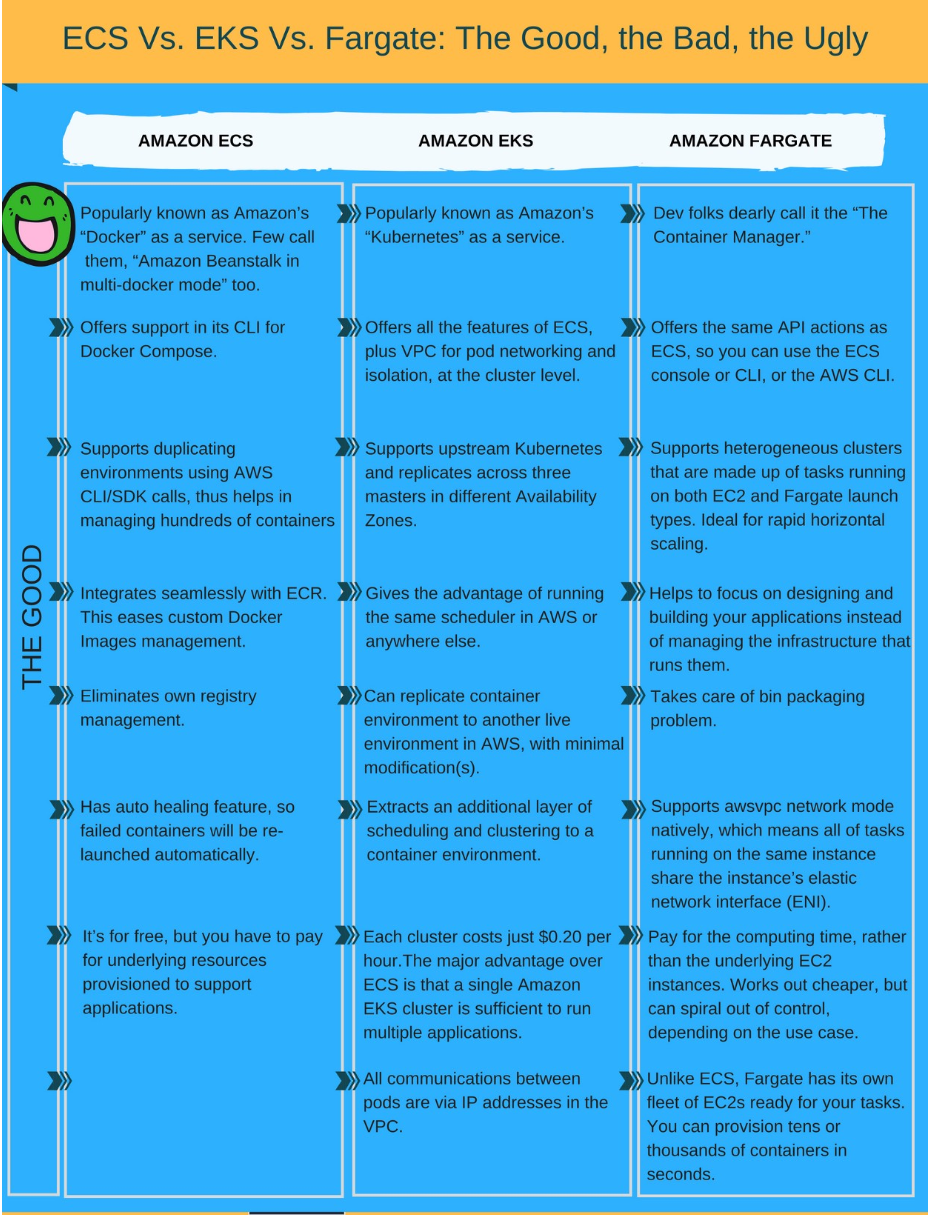 ECS Vs. EKS Vs. Fargate: The Good, the Bad, the Ugly
AMAZON ECS
AMAZON EKS
AMAZON FARGATE
THE GOOD
Popularly known as Amazon's
“Docker” as a service. Few call
them, “Amazon Beanstalk in
multi-docker mode” too.
Popularly known as Amazon's
“Kubernetes” as a service.
Dev folks dearly call it the “The
Container Manager.”
Offers support in its CLI for
Docker Compose.
Offers all the features of ECS,
plus VPC for pod networking and
isolation, at the cluster level.
Offers the same API actions as
ECS, so you can use the ECS
console or CLI, or the AWS CLI.
Supports duplicating
environments using AWS
CLI/SDK calls, thus helps in
managing hundreds of containers
Supports upstream Kubernetes
and replicates across three
masters in different Availability
Zones.
Supports heterogeneous clusters
that are made up of tasks running
on both EC2 and Fargate launch
types. Ideal for rapid horizontal
scaling.
Integrates seamlessly with ECR.
This eases custom Docker
Images management.
Gives the advantage of running
the same scheduler in AWS or
anywhere else.
Helps to focus on designing and
building your applications instead
of managing the infrastructure that
runs them.
Eliminates own registry
management.
Can replicate container
environment to another live
environment in AWS, with minimal
modification(s).
Takes care of bin packaging
problem.
Has auto healing feature, so
failed containers will be re-
launched automatically.
Extracts an additional layer of
scheduling and clustering to a
container environment.
Supports awsvpc network mode
natively, which means all of tasks
running on the same instance
share the instance's elastic
network interface (ENI).
It's for free, but you have to pay
for underlying resources
provisioned to support
applications.
Each cluster costs just $0.20 per
hour.The major advantage over
ECS is that a single Amazon
EKS cluster is sufficient to run
multiple applications.
Pay for the computing time, rather
than the underlying EC2
instances. Works out cheaper, but
can spiral out of control,
depending on the use case.
All communications between
pods are via IP addresses in the
VPC.
Unlike ECS, Fargate has its own
fleet of EC2s ready for your tasks.
You can provision tens or
thousands of containers in
seconds.